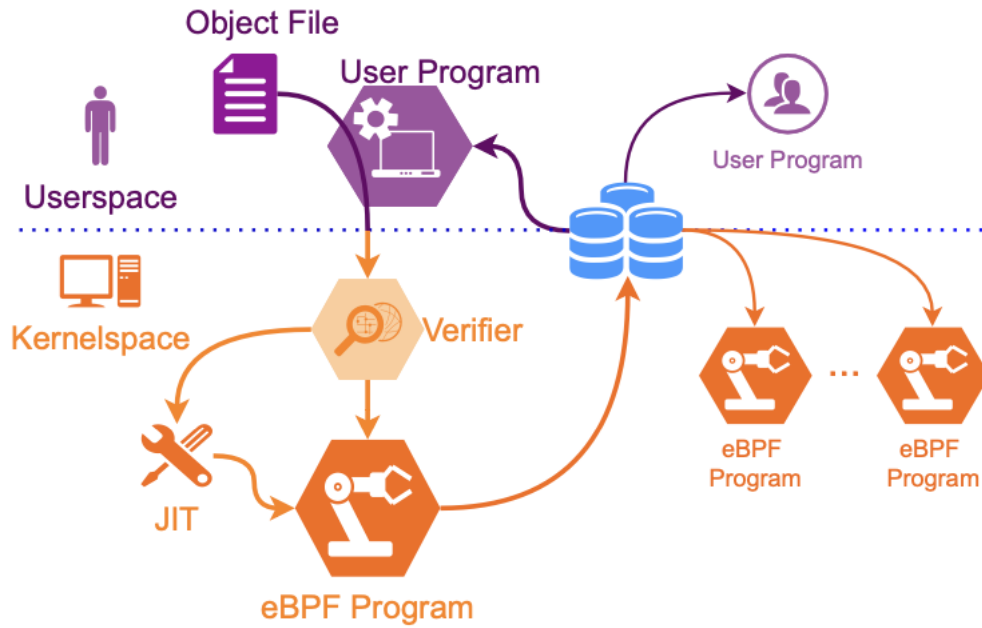 Object File
User Program
User Program
Userspace
Kernelspace
Verifier
...
eBPF
Program
eBPF
Program
JIT
eBPF Program